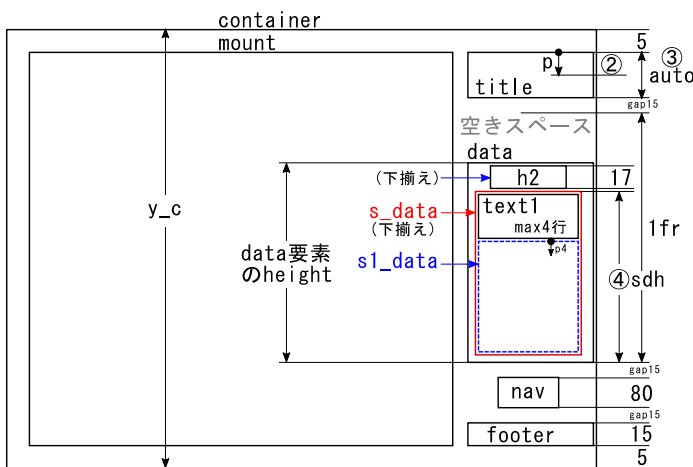 container
mount
5
p
②
③
auto
title
gap15
空きスペース
data
(下揃え)
h2
17
y_c
s_data
(下揃え)
text1
max4行
1fr
data要素
のheight
s1_data
p4
④sdh
gap15
nav
80
gap15
footer
15
5